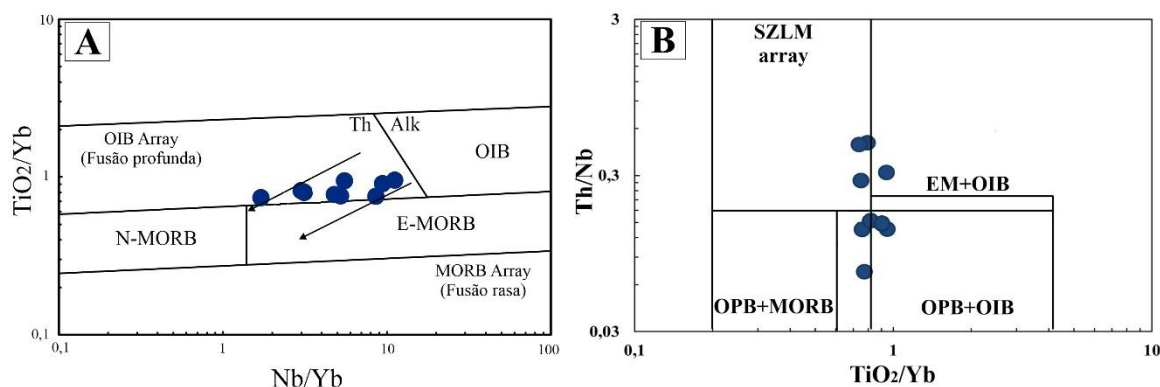 A
10
1
0,1
TiO2/Yb
0,1
1
10
100
Nb/Yb
OIB Array
(Fusão profunda)
Th
Alk
OIB
N-MORB
E-MORB
MORB Array
(Fusão rasa)
B
3
0,3
0,03
Th/Nb
0,1
1
10
TiO2/Yb
SZLM
array
EM+OIB
OPB+MORB
OPB+OIB